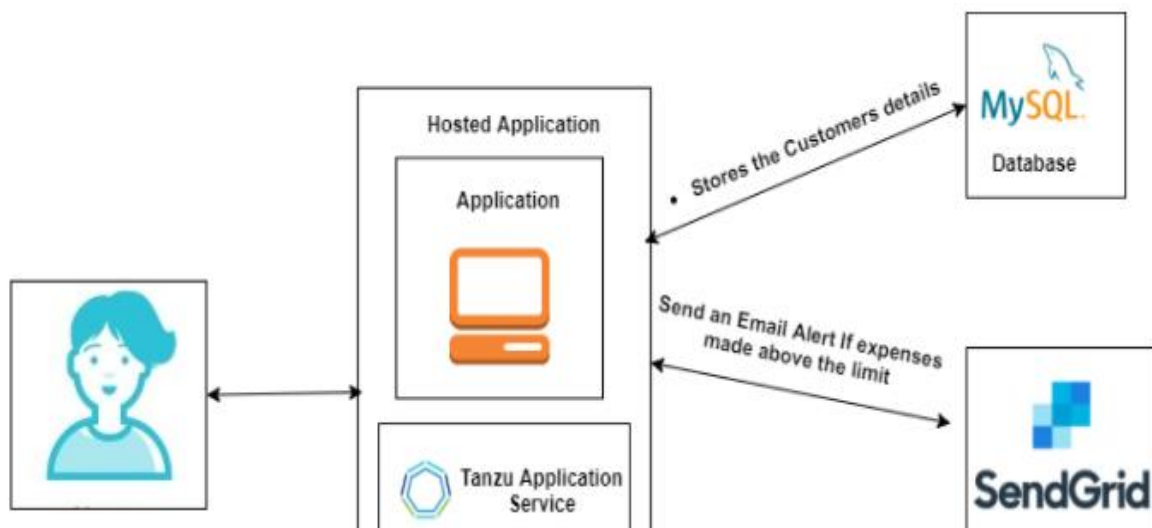 Hosted Application
Application
Tanzu Application
Service
• Stores the Customers details
MySQL
Database
Send an Email Alert If expenses
made above the limit
SendGrid